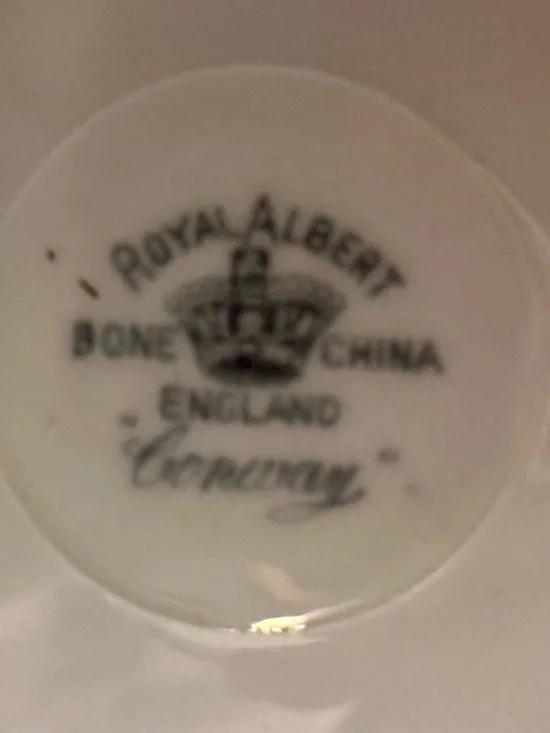 ROYAL ALBERT
BONE CHINA
ENGLAND
"Conway"